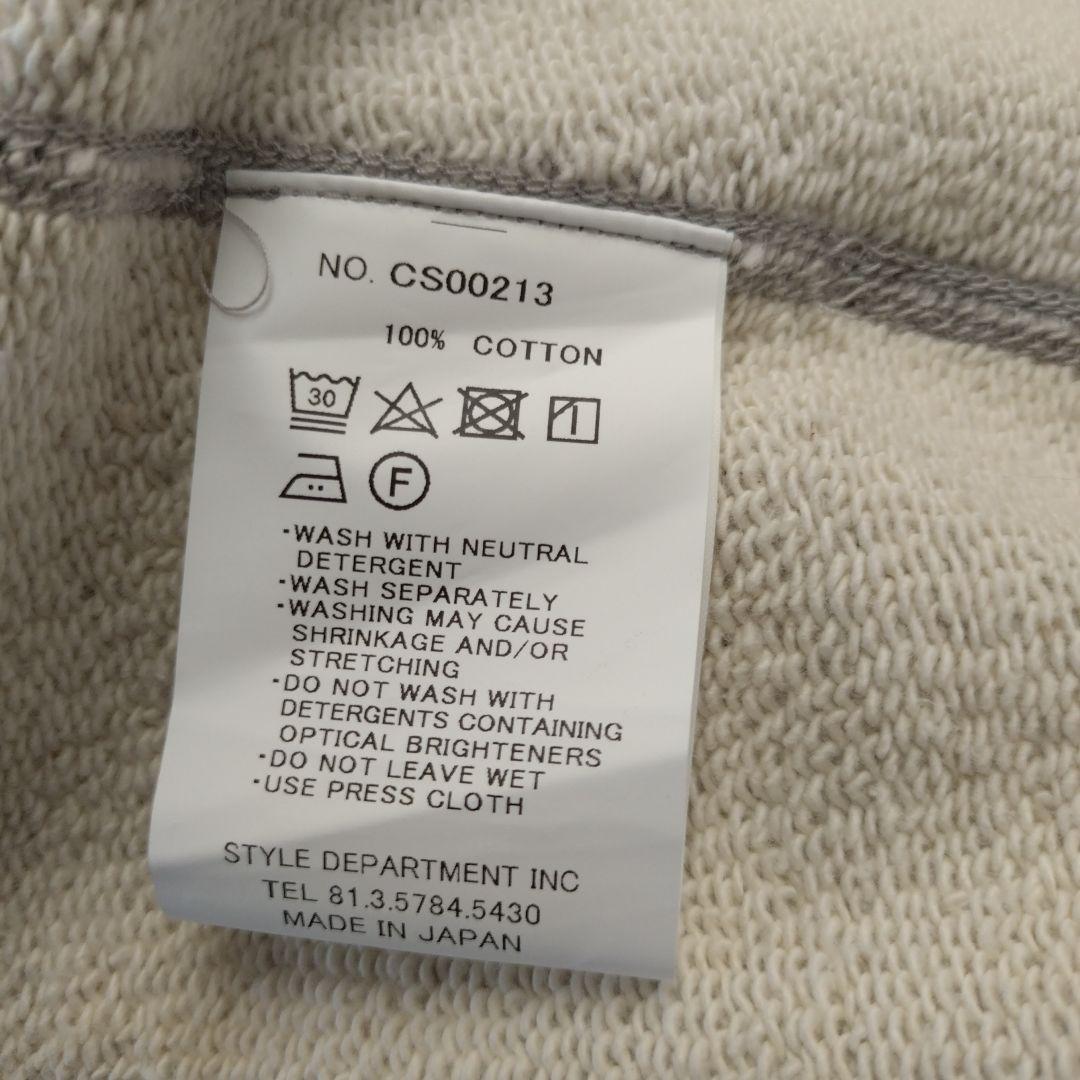 NO. CS00213
100% COTTON
30
F
·WASH WITH NEUTRAL
DETERGENT
·WASH SEPARATELY
·WASHING MAY CAUSE
SHRINKAGE AND/OR
STRETCHING
·DO NOT WASH WITH
DETERGENTS CONTAINING
OPTICAL BRIGHTENERS
·DO NOT LEAVE WET
·USE PRESS CLOTH
STYLE DEPARTMENT INC
TEL 81.3.5784.5430
MADE IN JAPAN